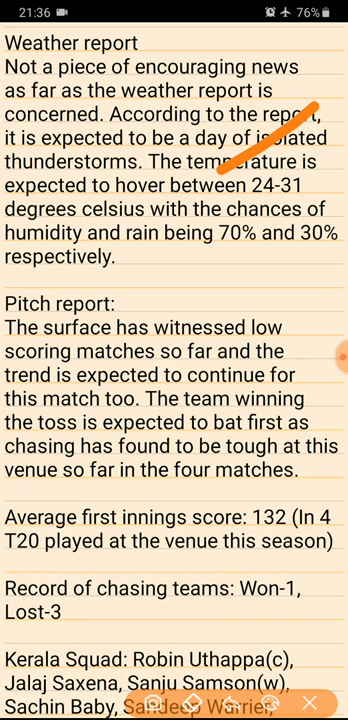 21:36 76%
Weather report
Not a piece of encouraging news
as far as the weather report is
concerned. According to the report,
it is expected to be a day of isolated
thunderstorms. The temperature is
expected to hover between 24-31
degrees celsius with the chances of
humidity and rain being 70% and 30%
respectively.
Pitch report:
The surface has witnessed low
scoring matches so far and the
trend is expected to continue for
this match too. The team winning
the toss is expected to bat first as
chasing has found to be tough at this
venue so far in the four matches.
Average first innings score: 132 (In 4
T20 played at the venue this season)
Record of chasing teams: Won-1,
Lost-3
Kerala Squad: Robin Uthappa(c),
Jalaj Saxena, Sanju Samson(w),
Sachin Baby, Sandeep Warrier,